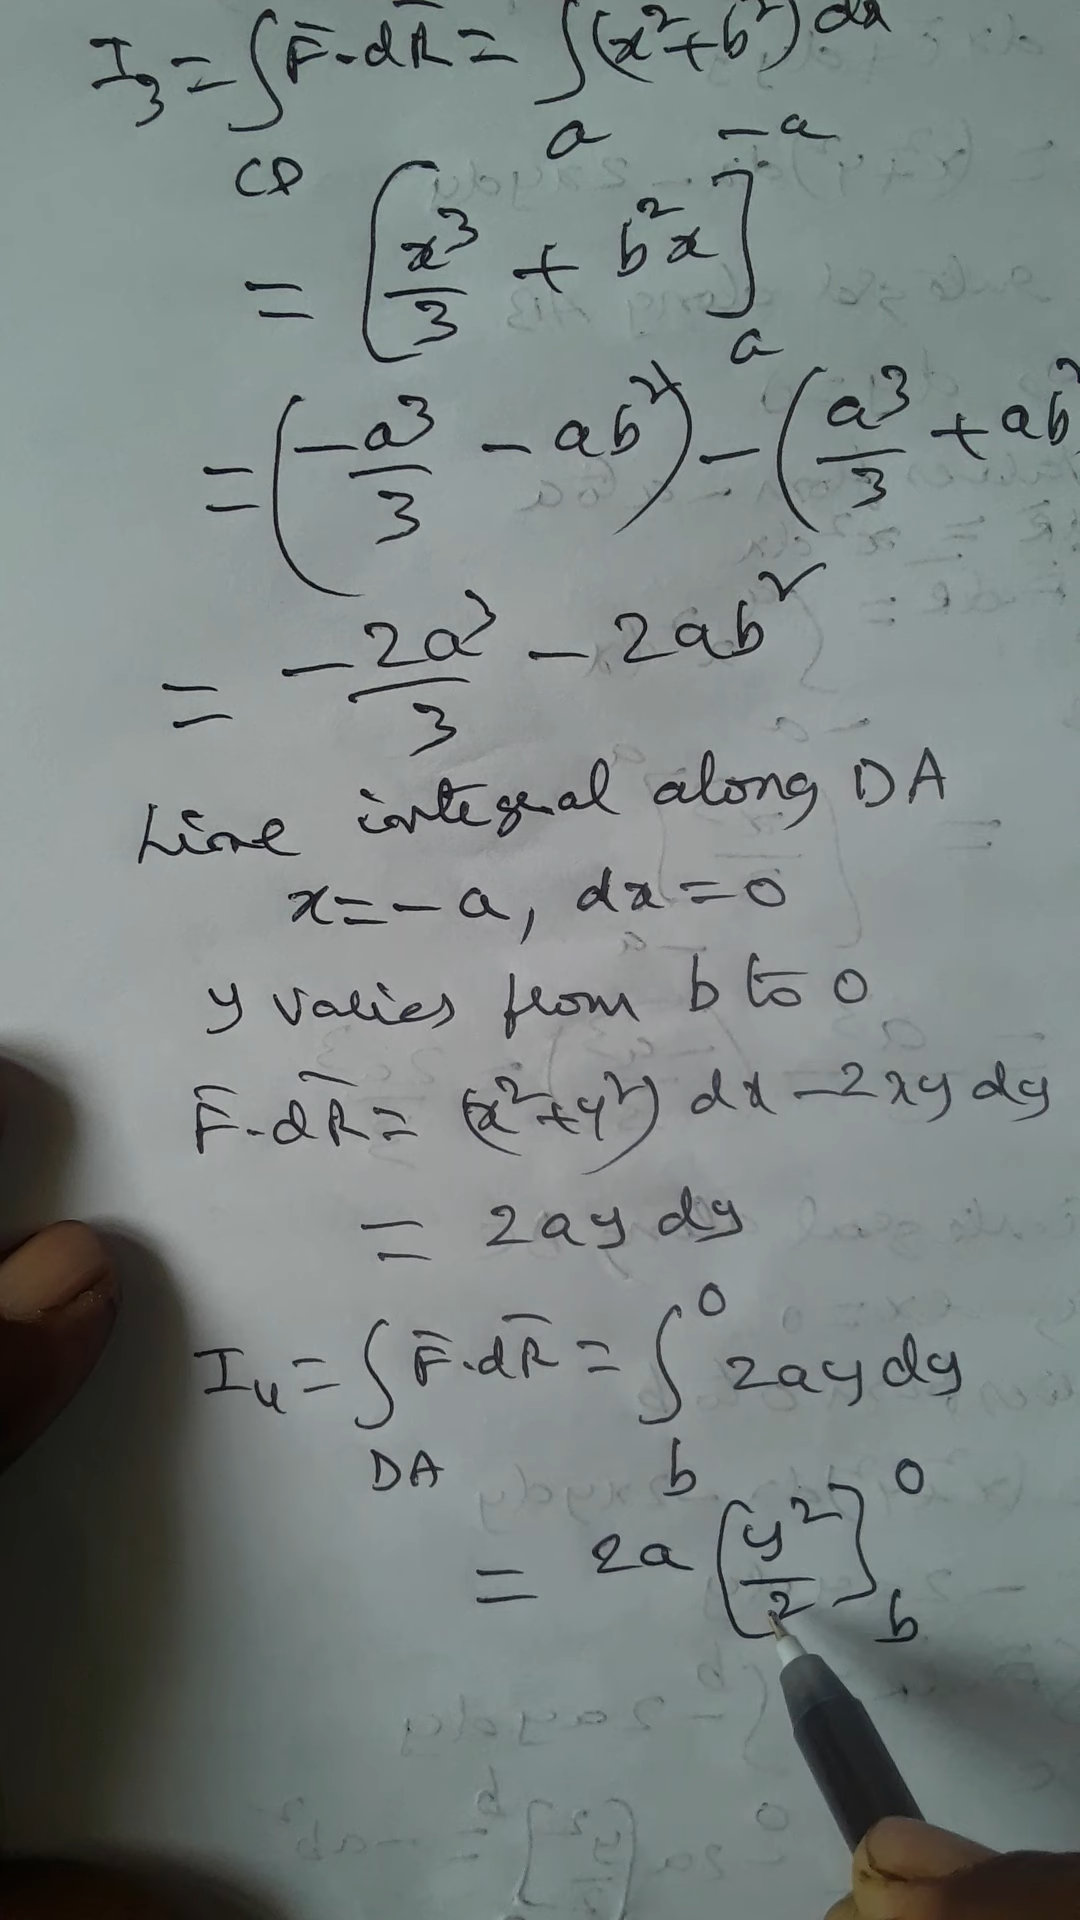 I₃ = ∫ F̄·dR̄ = ∫ (x²+b²) dx
CD a -a
= [x³/3 + b²x] -a a
= (-a³/3 - ab²) - (a³/3 + ab²
= -2a³/3 - 2ab²
Line integral along DA
x=-a, dx=0
y varies from b to 0
F̄·dR̄ = (x²+y²) dx -2xy dy
= 2ay dy
I₄ = ∫ F̄·dR̄ = ∫ 0 2ay dy
DA b
= 2a [y²/2] 0 b